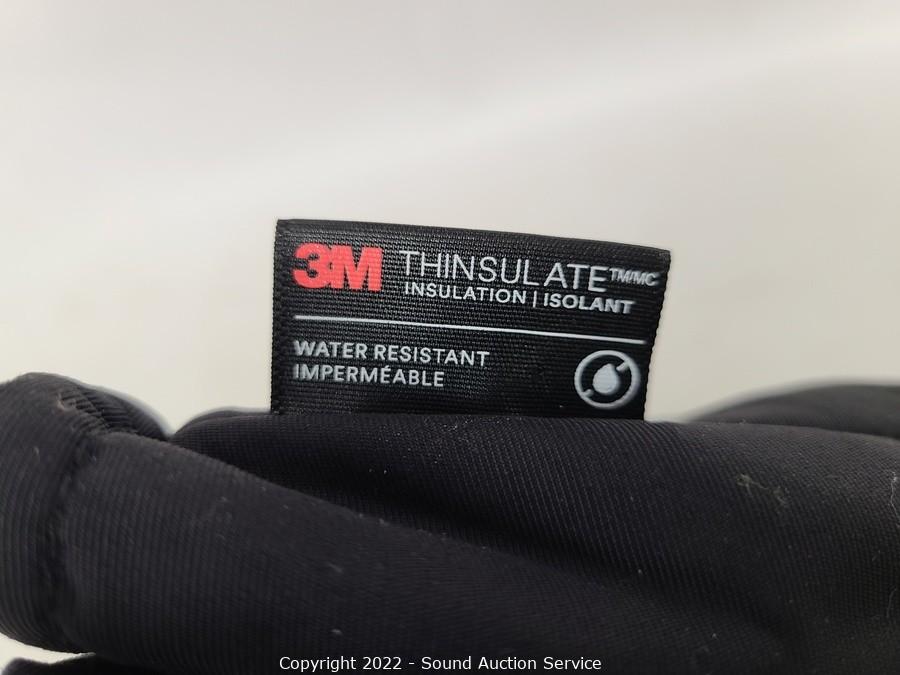 3M THINSULATE™/MC
INSULATION | ISOLANT
WATER RESISTANT
IMPERMÉABLE
Copyright 2022 - Sound Auction Service